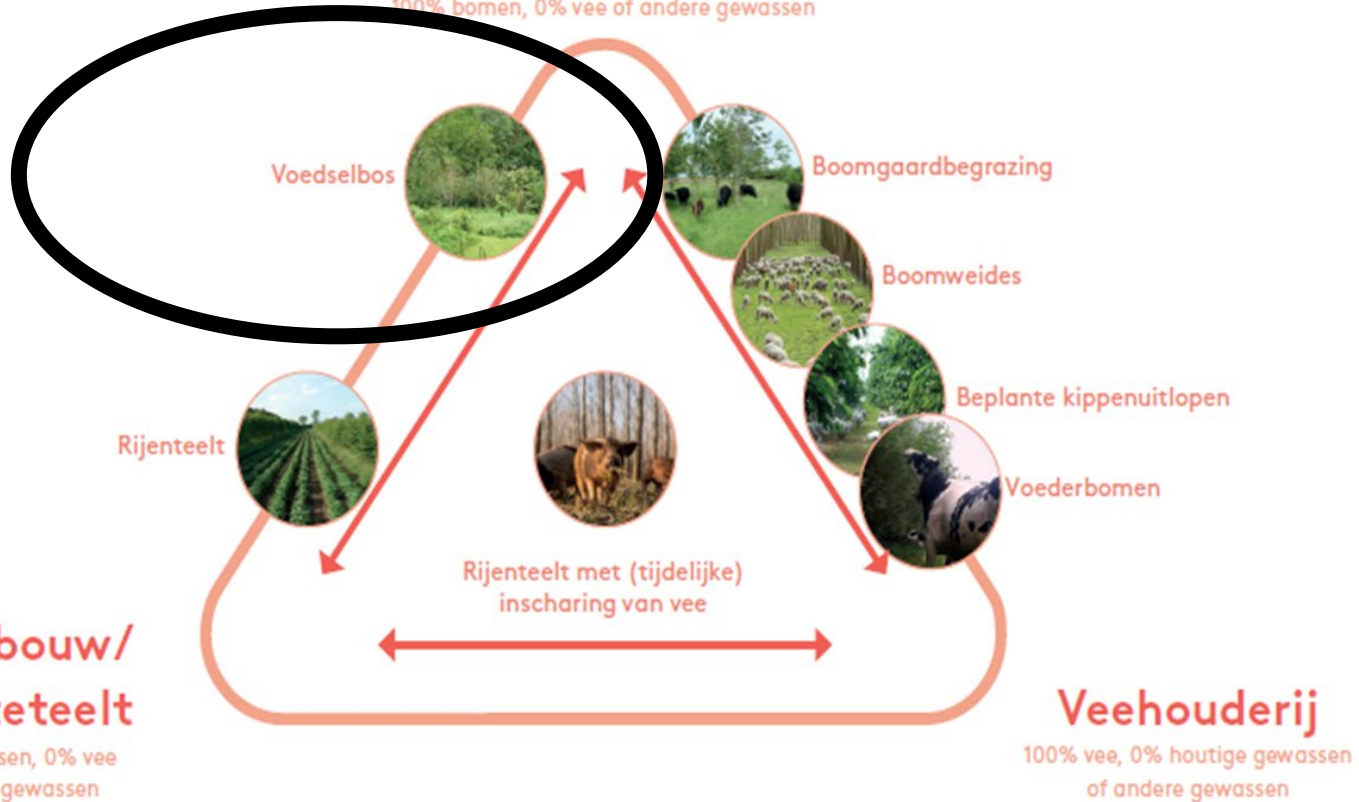 100% bomen, 0% vee of andere gewassen
Voedselbos
Boomgaardbegrazing
Boomweides
Beplante kippenuitlopen
Rijenteelt
Voederbomen
Rijenteelt met (tijdelijke)
inscharing van vee
bouw/
teteelt
Veehouderij
sen, 0% vee
gewassen
100% vee, 0% houtige gewassen
of andere gewassen